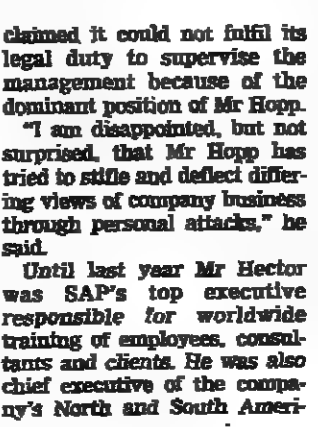 claimed it could not fulfil its
legal duty to supervise the
management because of the
dominant position of Mr Hopp.
"I am disappointed, but not
surprised, that Mr Hopp has
tried to stifle and deflect differ-
ing views of company business
through personal attacks," he
said.
Until last year Mr Hector
was SAP's top executive
responsible for worldwide
training of employees, consul-
tants and clients. He was also
chief executive of the compa-
ny's North and South Ameri-